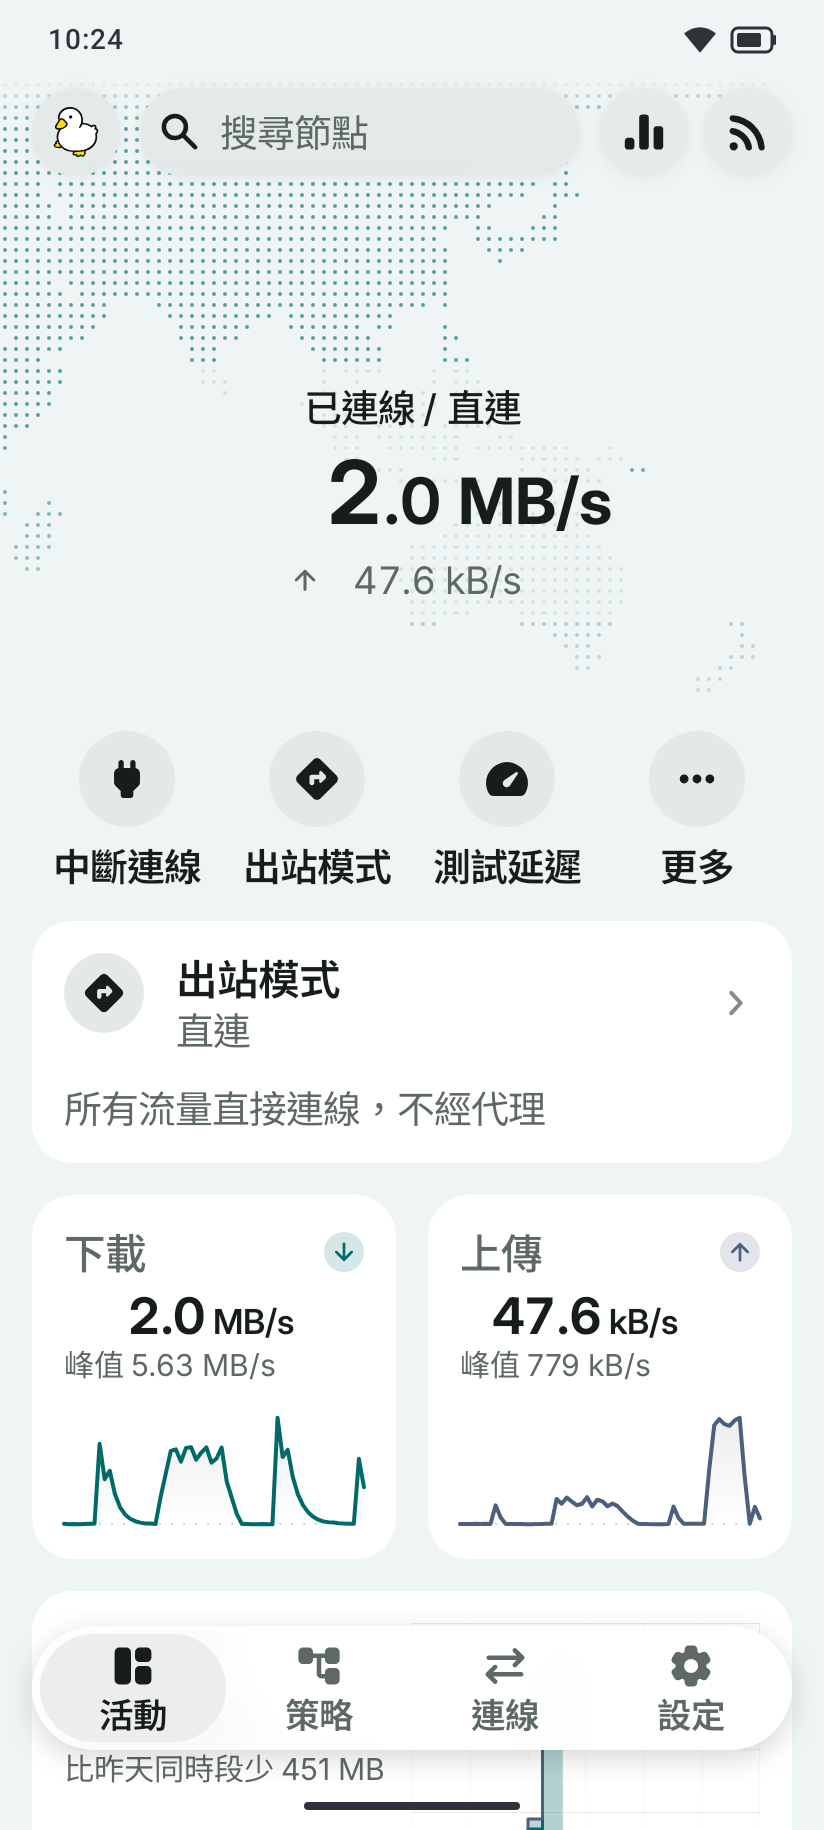 10:24
搜尋節點
已連線 / 直連
2.0 MB/s
↑ 47.6 kB/s
中斷連線 出站模式 測試延遲 更多
出站模式
直連
所有流量直接連線，不經代理
下載 上傳
2.0 MB/s 47.6 kB/s
峰值 5.63 MB/s 峰值 779 kB/s
活動 策略 連線 設定
比昨天同時段少 451 MB